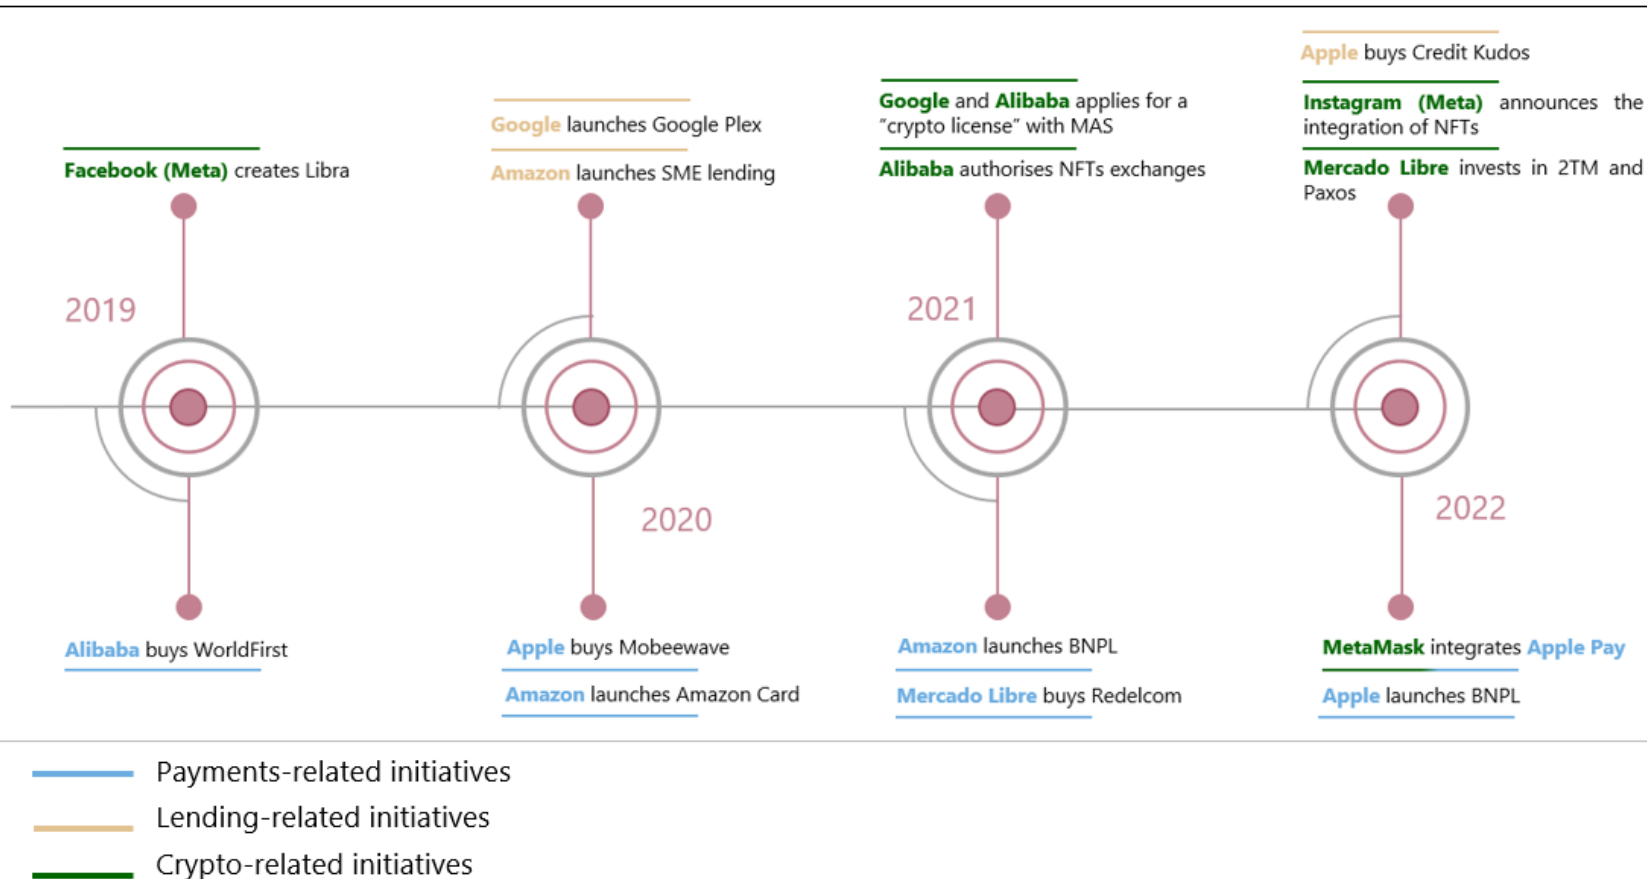 Facebook (Meta) creates Libra
2019
Alibaba buys WorldFirst
Google launches Google Plex
Amazon launches SME lending
2020
Apple buys Mobeewave
Amazon launches Amazon Card
Google and Alibaba applies for a
“crypto license” with MAS
Alibaba authorises NFTs exchanges
2021
Amazon launches BNPL
Mercado Libre buys Redelcom
Apple buys Credit Kudos
Instagram (Meta) announces the
integration of NFTs
Mercado Libre invests in 2TM and
Paxos
2022
MetaMask integrates Apple Pay
Apple launches BNPL
Payments-related initiatives
Lending-related initiatives
Crypto-related initiatives